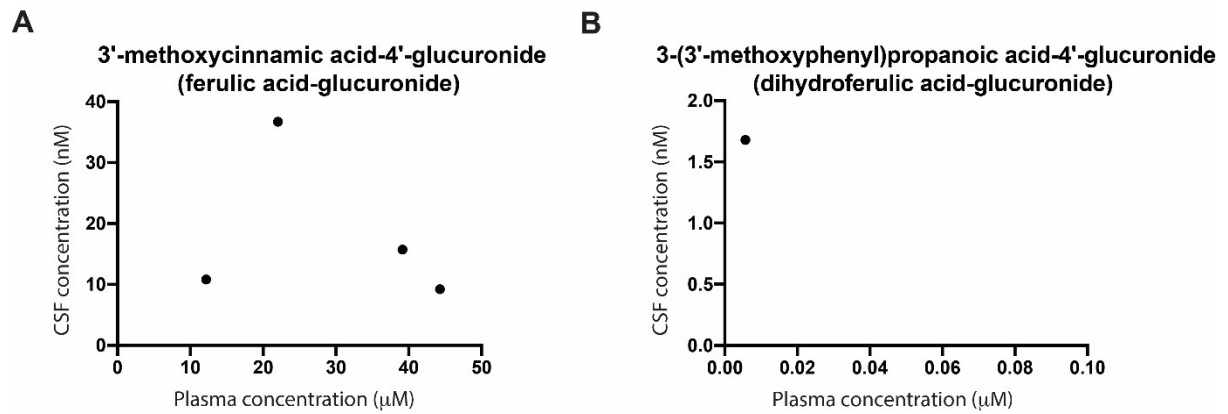 A
3'-methoxycinnamic acid-4'-glucuronide
(ferulic acid-glucuronide)
CSF concentration (nM)
40
30
20
10
0
0 10 20 30 40 50
Plasma concentration (μM)
B
3-(3'-methoxyphenyl)propanoic acid-4'-glucuronide
(dihydroferulic acid-glucuronide)
CSF concentration (nM)
2.0
1.5
1.0
0.5
0.0
0.00 0.02 0.04 0.06 0.08 0.10
Plasma concentration (μM)